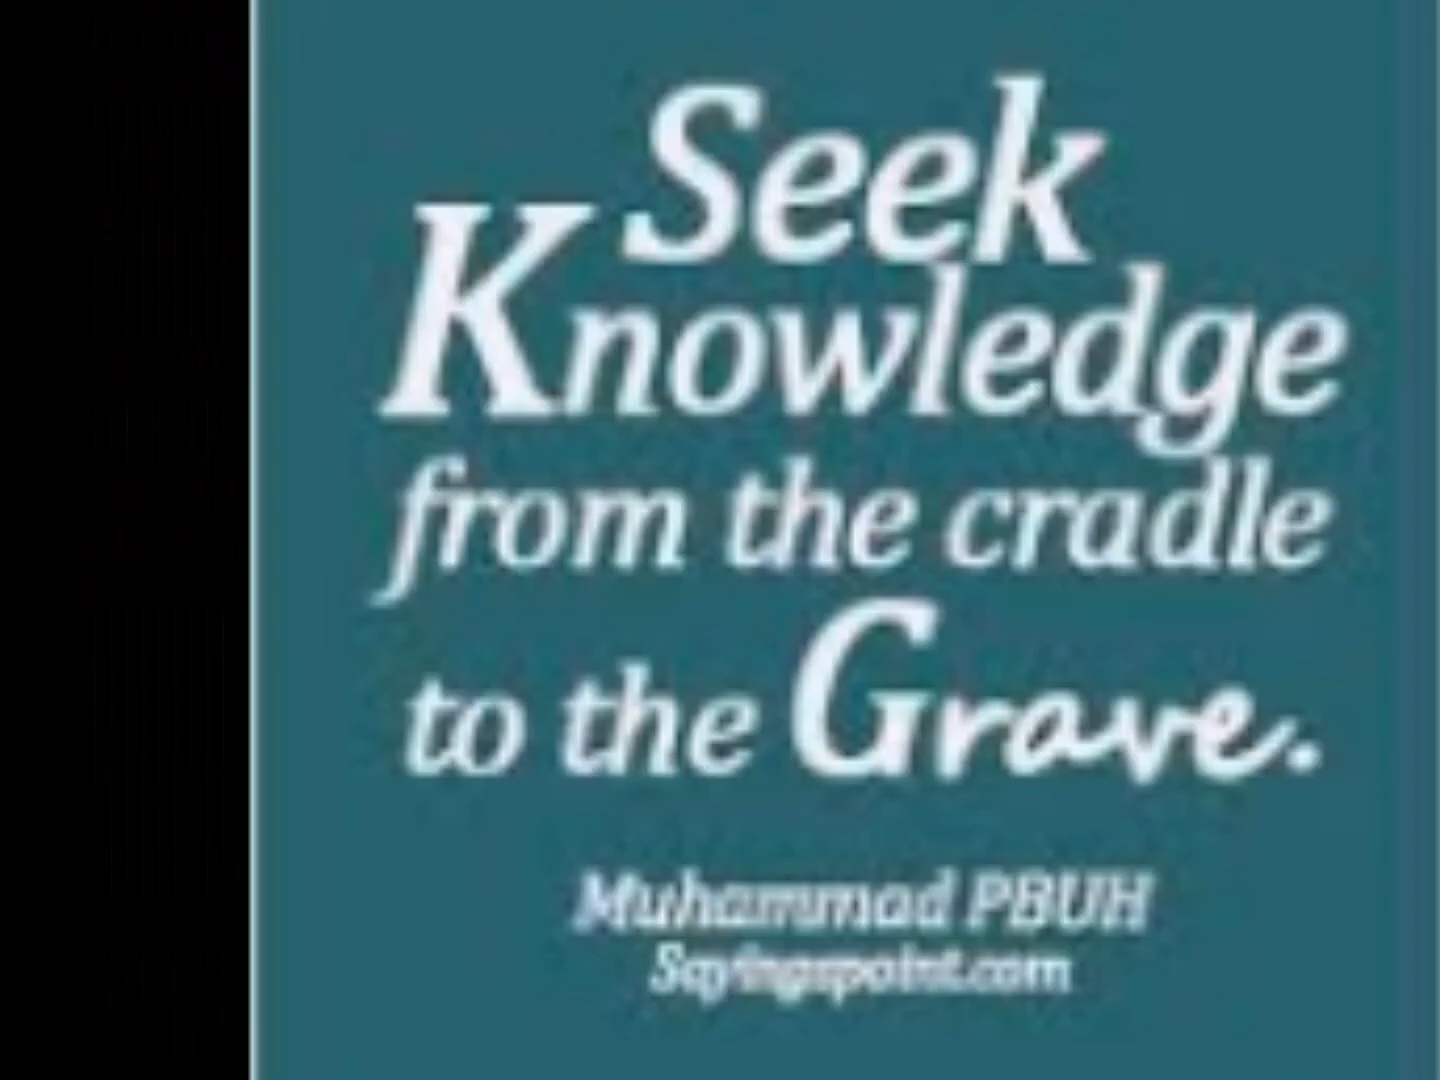 Seek
Knowledge
from the cradle
to the Grave.
Muhammad PBUH
Sayingspoint.com